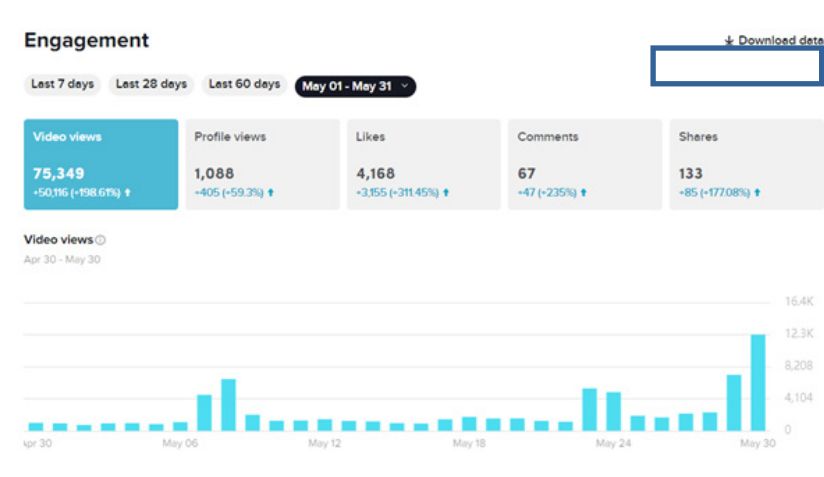 Engagement
Download data
Last 7 days Last 28 days Last 60 days May 01 - May 31
Video views Profile views Likes Comments Shares
75,349 1,088 4,168 67 133
+50,116 (+198.61%) +405 (+59.3%) +3,155 (+311.45%) +47 (+235%) +85 (+177.08%)
Video views
Apr 30 - May 30
16.4K
12.3K
8,208
4,104
0
Apr 30 May 06 May 12 May 18 May 24 May 30